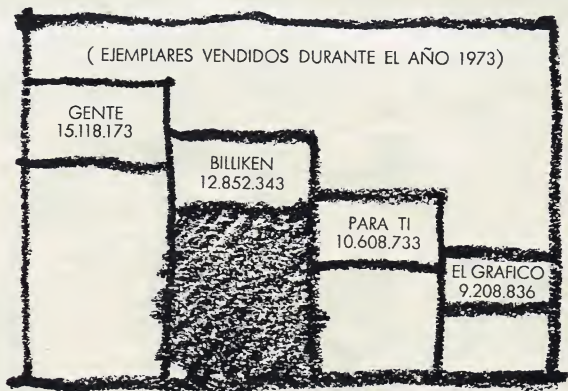 ( EJEMPLARES VENDIDOS DURANTE EL AÑO 1973)
GENTE
15.118.173
BILLIKEN
12.852.343
PARA TI
10.608.733
EL GRAFICO
9.208.836